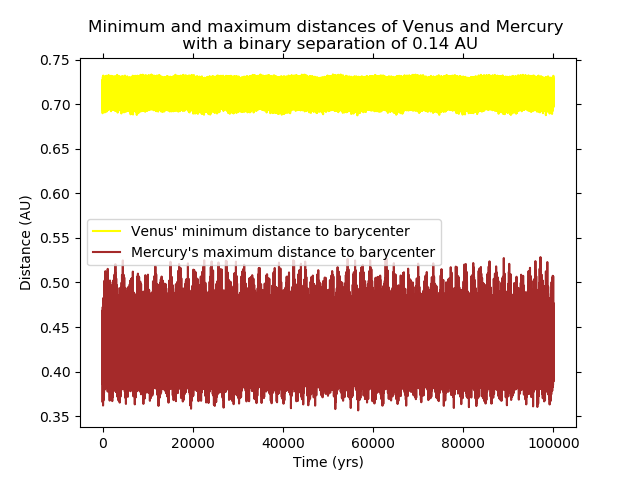 Minimum and maximum distances of Venus and Mercury
with a binary separation of 0.14 AU
0.75
0.70
0.65
0.60
0.55
0.50
0.45
0.40
0.35
Distance (AU)
Venus' minimum distance to barycenter
Mercury's maximum distance to barycenter
0 20000 40000 60000 80000 100000
Time (yrs)